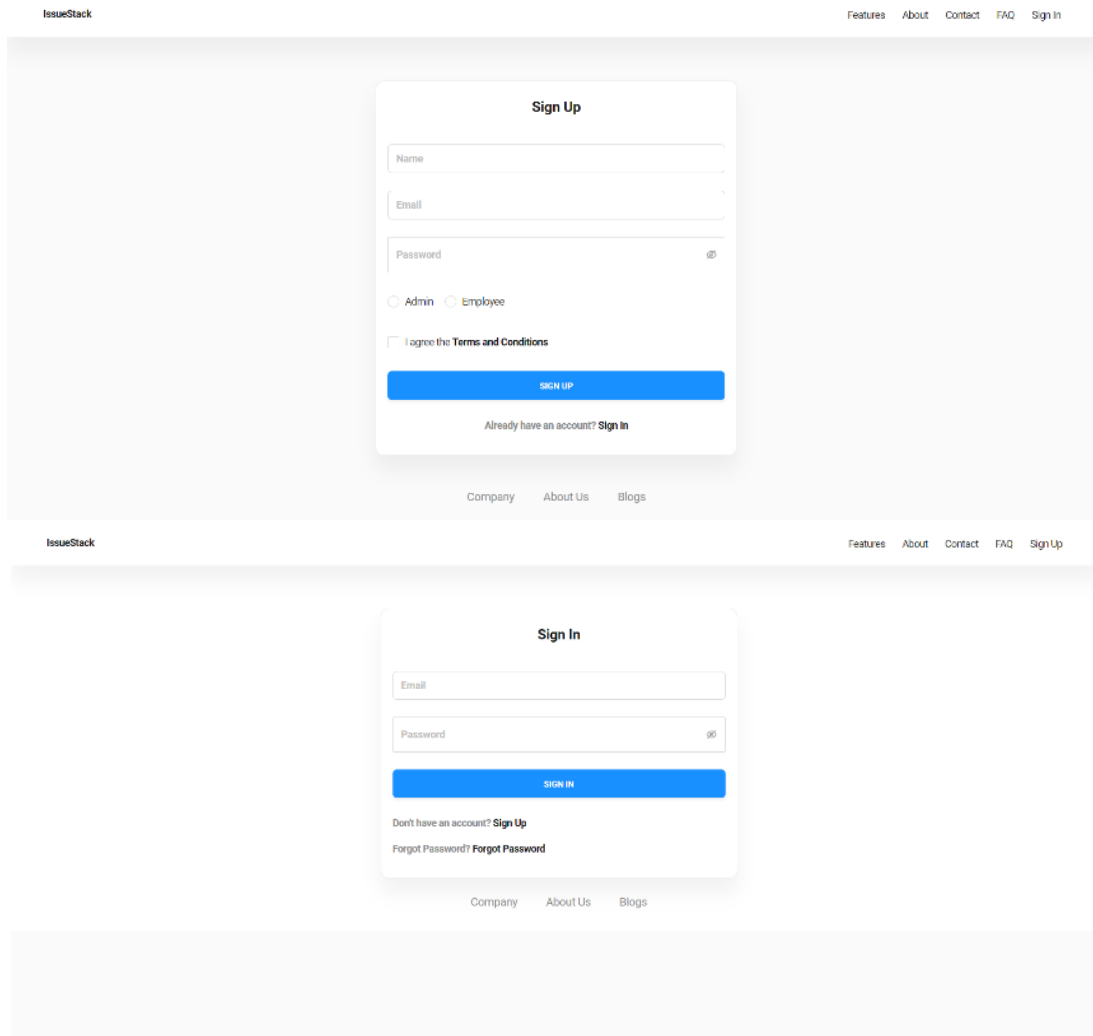 IssueStack Features About Contact FAQ Sign In
Sign Up
Name
Email
Password
Admin Employee
I agree the Terms and Conditions
SIGN UP
Already have an account? Sign In
Company About Us Blogs
IssueStack Features About Contact FAQ Sign Up
Sign In
Email
Password
SIGN IN
Don't have an account? Sign Up
Forgot Password? Forgot Password
Company About Us Blogs